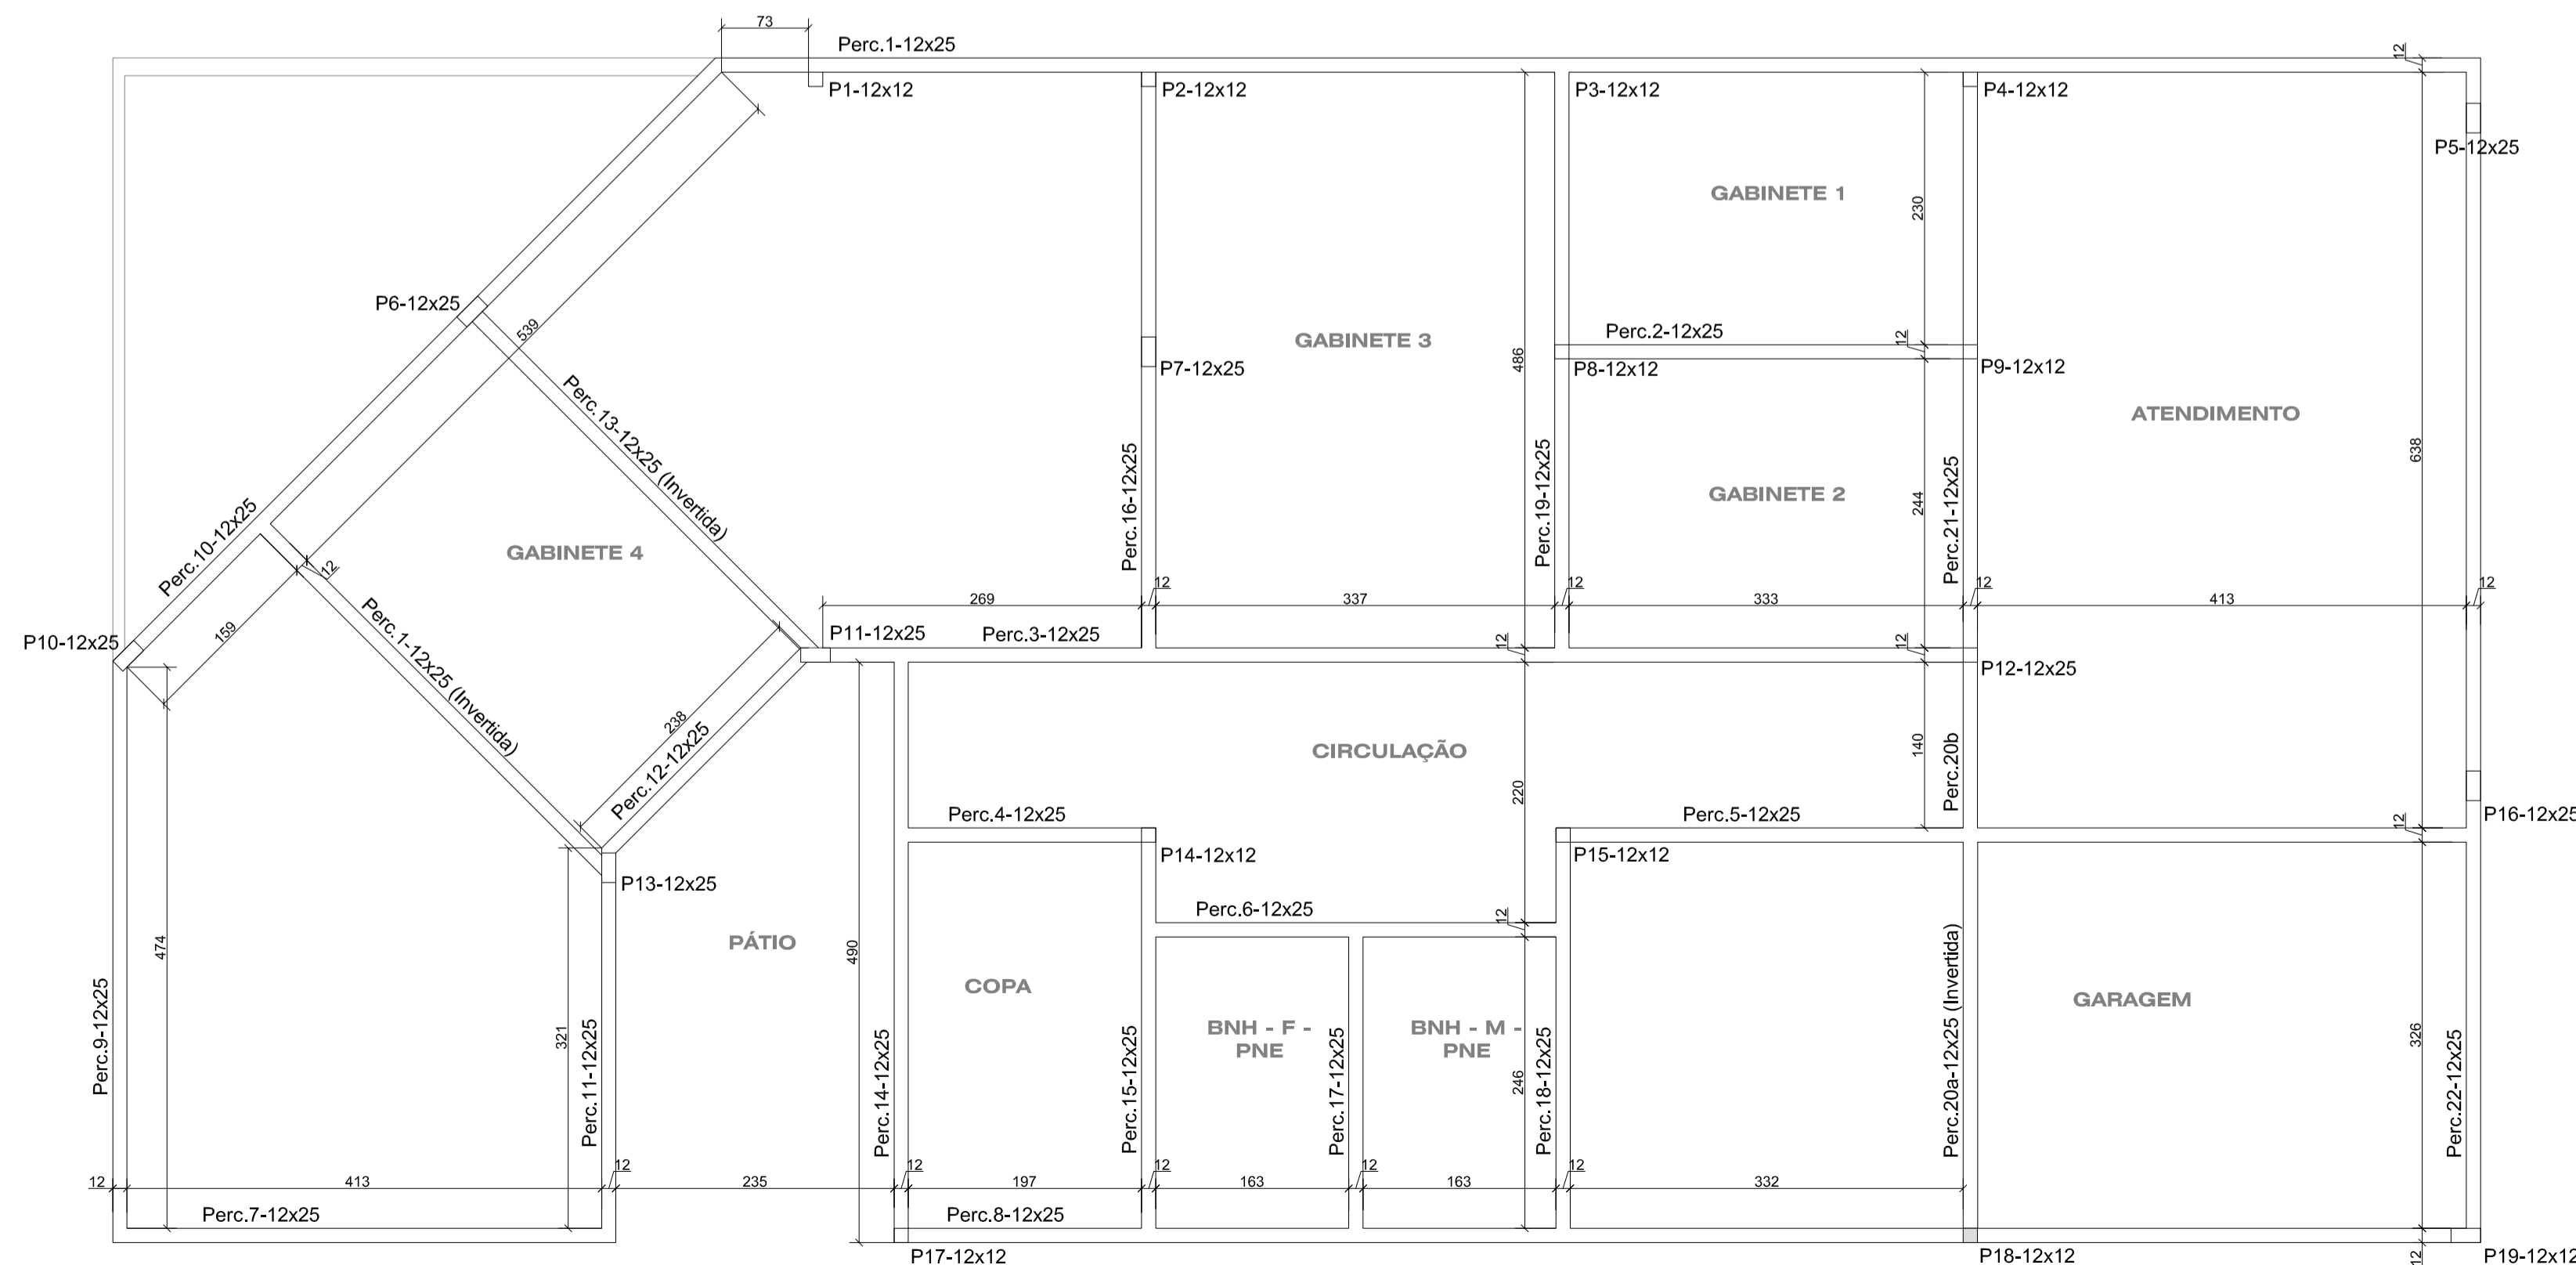 73
Perc.1-12x25
12
P1-12x12
P2-12x12
P3-12x12
P4-12x12
P5-12x25
GABINETE 1
230
P6-12x25
539
GABINETE 3
486
Perc.2-12x25
12
P7-12x25
P8-12x12
P9-12x12
Perc.13-12x25 (Invertida)
ATENDIMENTO
638
Perc.16-12x25
Perc.19-12x25
Perc.21-12x25
GABINETE 2
244
Perc.10-12x25
GABINETE 4
12
159
Perc.1-12x25 (Invertida)
269
12
337
12
333
12
413
12
P10-12x25
P11-12x25
Perc.3-12x25
12
12
P12-12x25
238
Perc.12-12x25
CIRCULAÇÃO
140
Perc.20b
220
Perc.4-12x25
Perc.5-12x25
12
P16-12x25
P14-12x12
P15-12x12
P13-12x25
Perc.6-12x25
12
474
PÁTIO
490
COPA
GARAGEM
BNH - F -
PNE
BNH - M -
PNE
Perc.9-12x25
321
Perc.11-12x25
Perc.14-12x25
Perc.15-12x25
Perc.17-12x25
246
Perc.18-12x25
Perc.20a-12x25 (Invertida)
326
Perc.22-12x25
12
413
12
235
12
197
12
163
12
163
12
332
Perc.7-12x25
Perc.8-12x25
P17-12x12
P18-12x12
12
P19-12x12